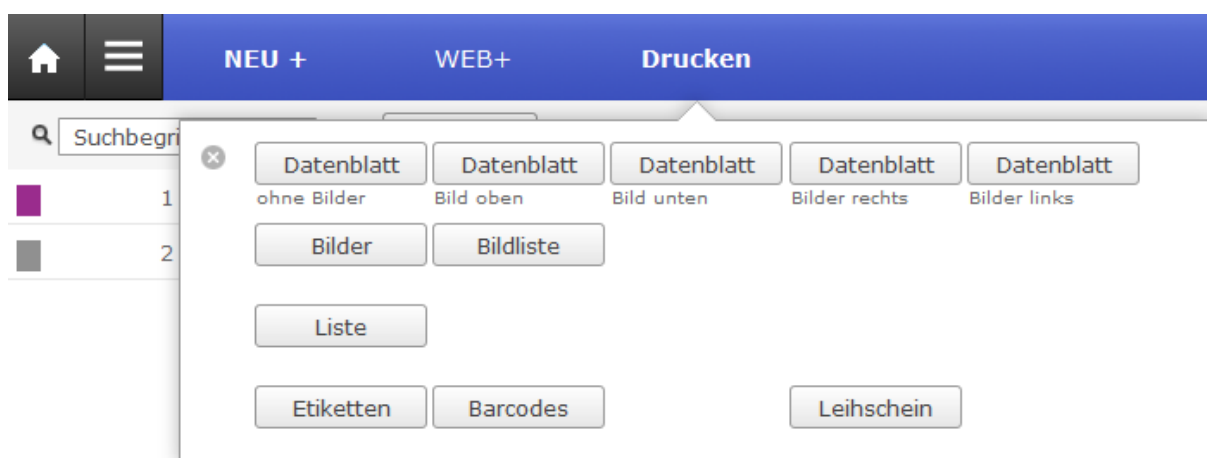 NEU + WEB+ Drucken
Suchbegri
Datenblatt Datenblatt Datenblatt Datenblatt Datenblatt
1 ohne Bilder Bild oben Bild unten Bilder rechts Bilder links
2 Bilder Bildliste
Liste
Etiketten Barcodes Leihschein